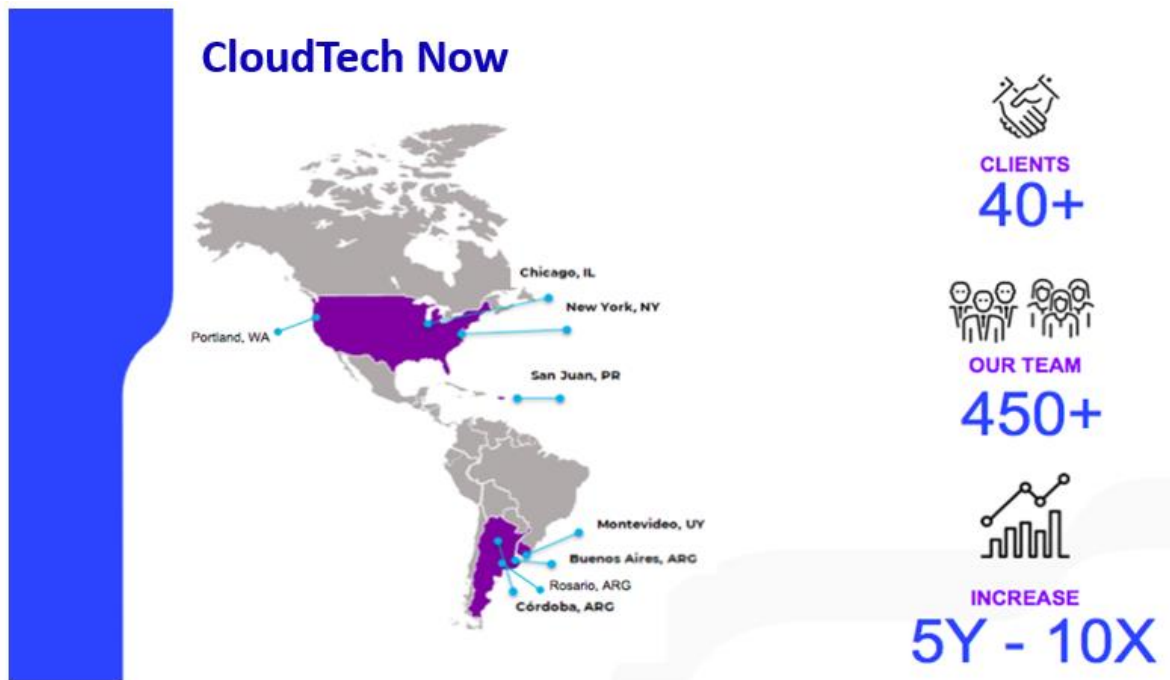 CloudTech Now
CLIENTS
40+
Chicago, IL
New York, NY
Portland, WA
San Juan, PR
OUR TEAM
450+
Montevideo, UY
Buenos Aires, ARG
Rosario, ARG
Córdoba, ARG
INCREASE
5Y - 10X